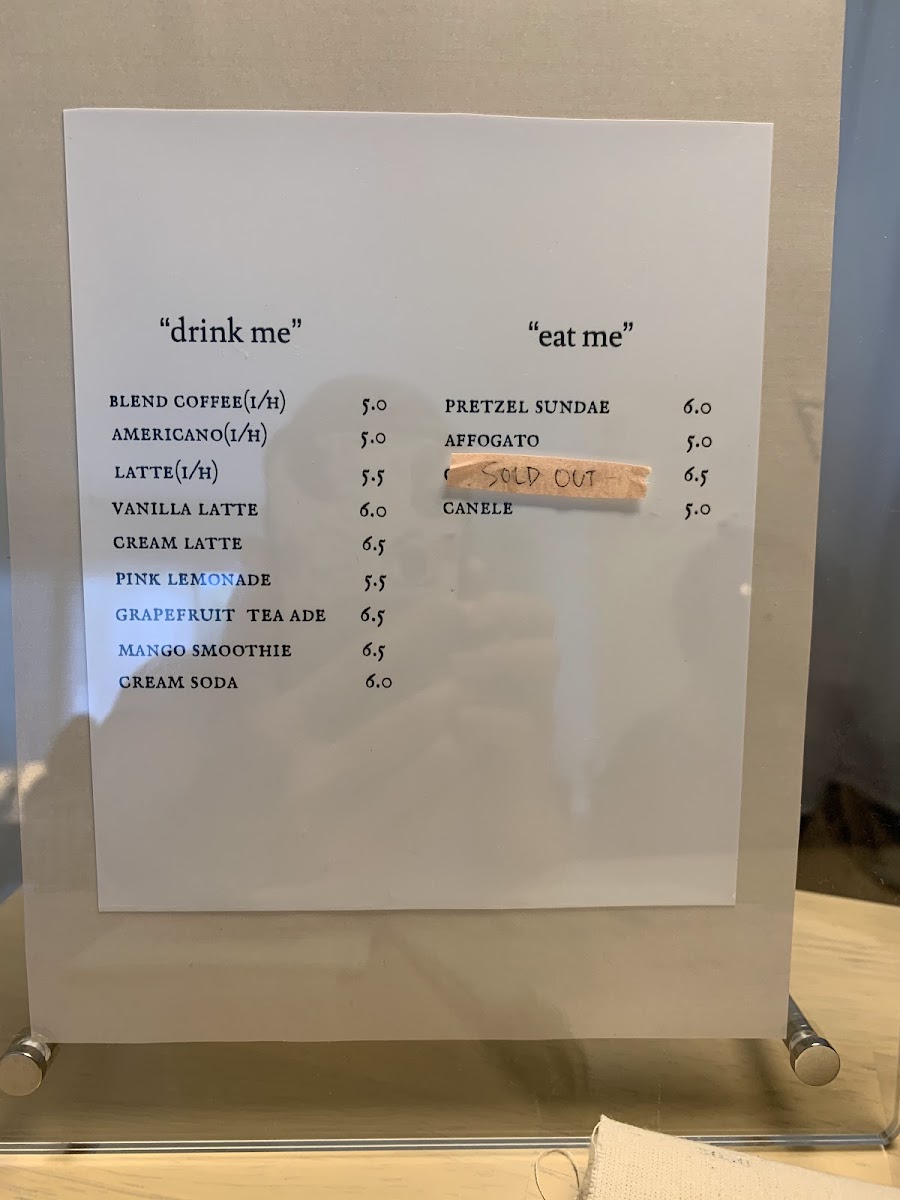 “drink me”
BLEND COFFEE(I/H) 5.0
AMERICANO(I/H) 5.0
LATTE(I/H) 5.5
VANILLA LATTE 6.0
CREAM LATTE 6.5
PINK LEMONADE 5.5
GRAPEFRUIT TEA ADE 6.5
MANGO SMOOTHIE 6.5
CREAM SODA 6.0
“eat me”
PRETZEL SUNDAE 6.0
AFFOGATO 5.0
SOLD OUT 6.5
CANELE 5.0